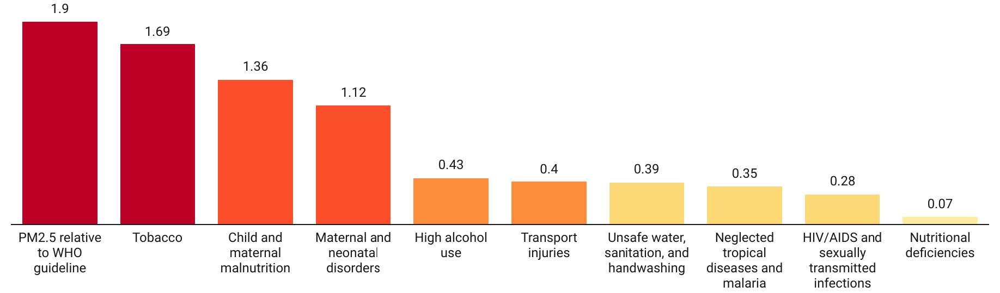 1.9
1.69
1.36
1.12
0.43
0.4
0.39
0.35
0.28
0.07
PM2.5 relative
to WHO
guideline
Tobacco
Child and
maternal
malnutrition
Maternal and
neonatal
disorders
High alcohol
use
Transport
injuries
Unsafe water,
sanitation, and
handwashing
Neglected
tropical
diseases and
malaria
HIV/AIDS and
sexually
transmitted
infections
Nutritional
deficiencies